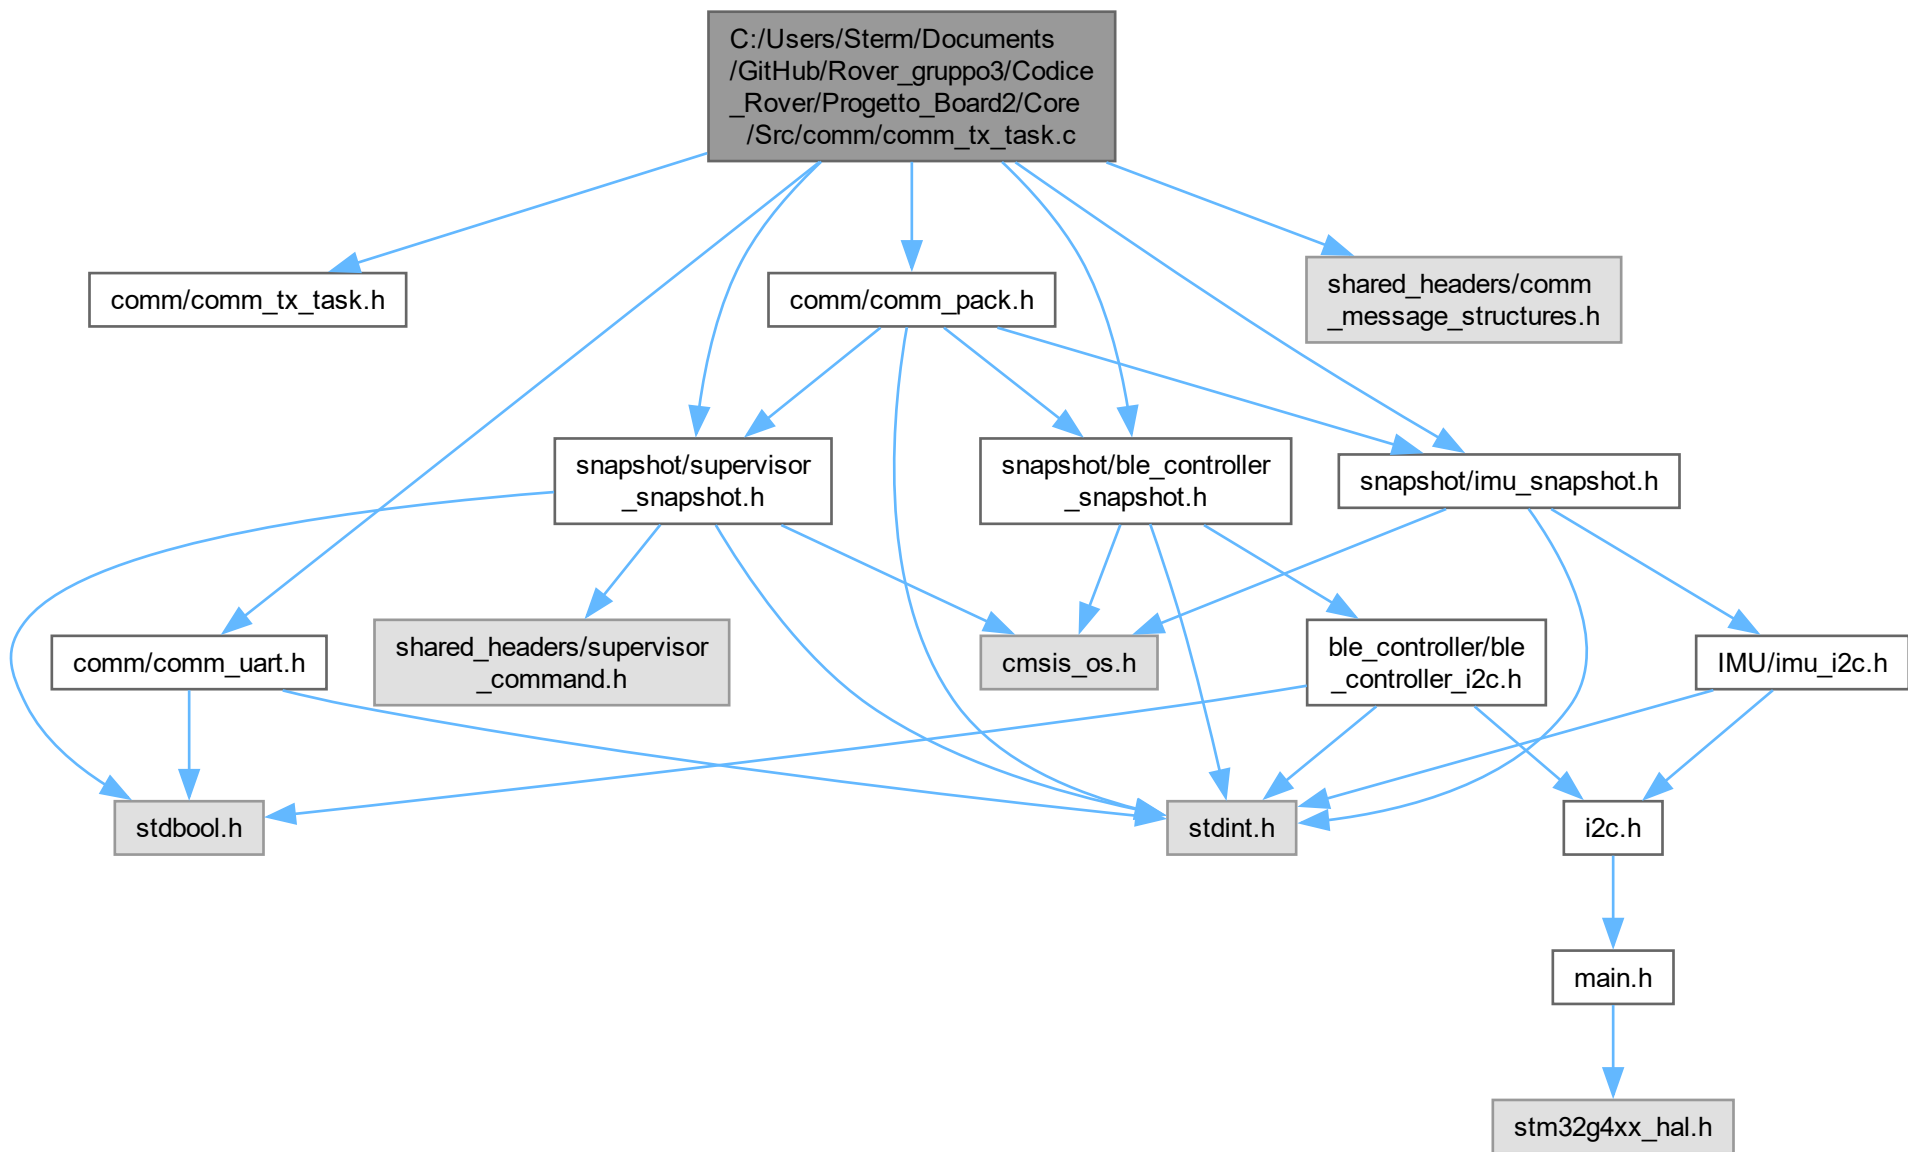 C:/Users/Sterm/Documents
/GitHub/Rover_gruppo3/Codice
_Rover/Progetto_Board2/Core
/Src/comm/comm_tx_task.c
comm/comm_tx_task.h
comm/comm_pack.h
shared_headers/comm
_message_structures.h
snapshot/supervisor
_snapshot.h
snapshot/ble_controller
_snapshot.h
snapshot/imu_snapshot.h
comm/comm_uart.h
shared_headers/supervisor
_command.h
cmsis_os.h
ble_controller/ble
_controller_i2c.h
IMU/imu_i2c.h
stdbool.h
stdint.h
i2c.h
main.h
stm32g4xx_hal.h